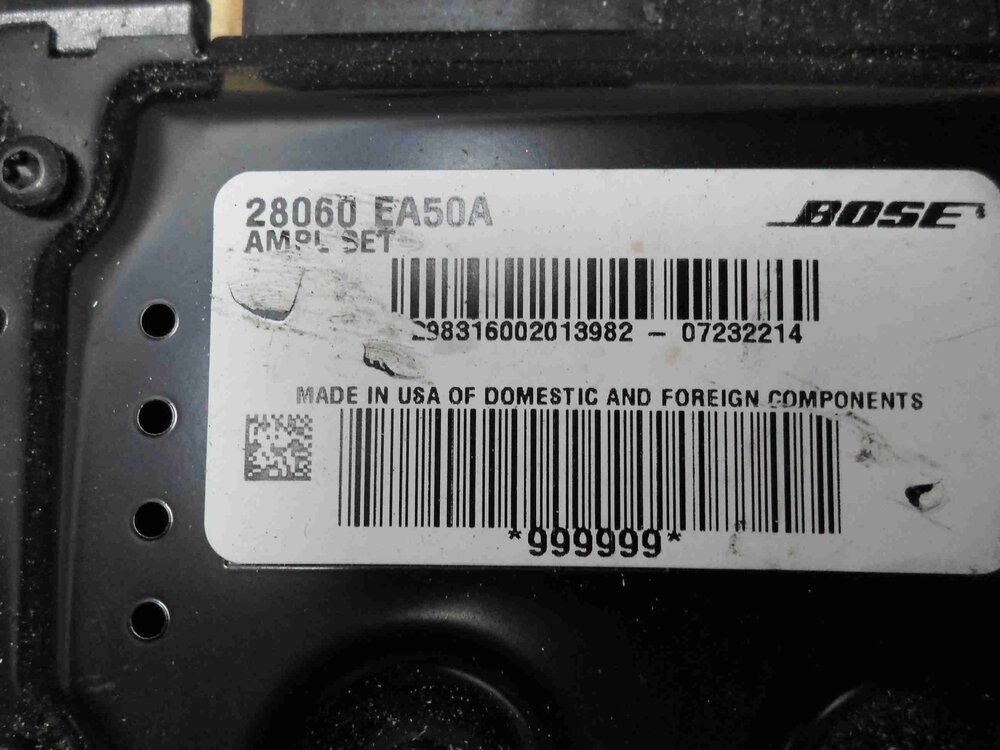 28060 EA50A
BOSE
AMPL SET
298316002013982 – 07232214
MADE IN USA OF DOMESTIC AND FOREIGN COMPONENTS
*999999*